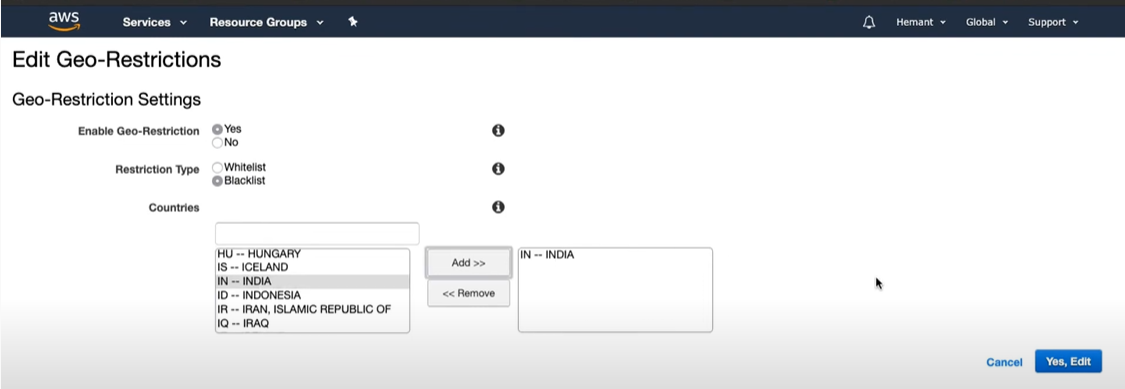 aws Services Resource Groups Hemant Global Support
Edit Geo-Restrictions
Geo-Restriction Settings
Enable Geo-Restriction Yes
No
Restriction Type Whitelist
Blacklist
Countries
HU -- HUNGARY
IS -- ICELAND
IN -- INDIA
ID -- INDONESIA
IR -- IRAN, ISLAMIC REPUBLIC OF
IQ -- IRAQ
Add >>
<< Remove
IN -- INDIA
Cancel Yes, Edit